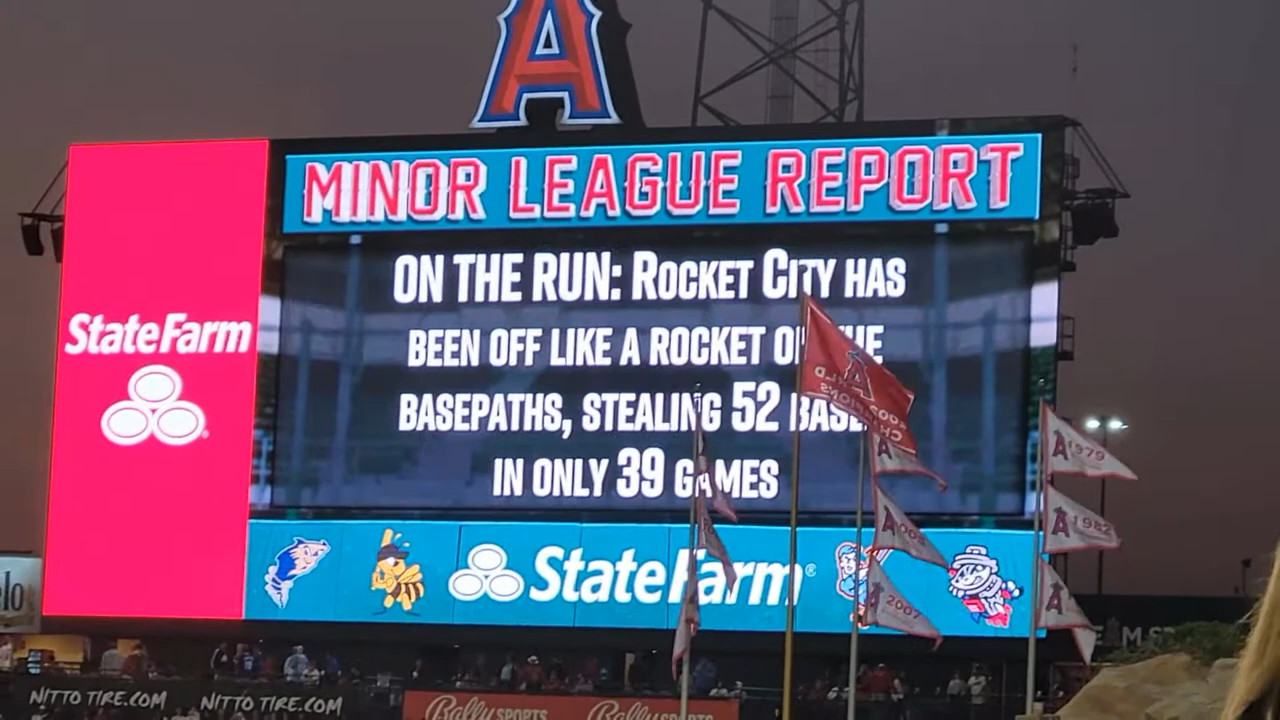 A
MINOR LEAGUE REPORT
ON THE RUN: ROCKET CITY HAS
BEEN OFF LIKE A ROCKET THE
BASEPATHS, STEALING 52
IN ONLY 39 GAMES
StateFarm
StateFarm®
A 1979
A 1982
A
A
A 2007
A
NITTO TIRE.COM NITTO TIRE.COM
Bally SPORTS Bally SPORTS